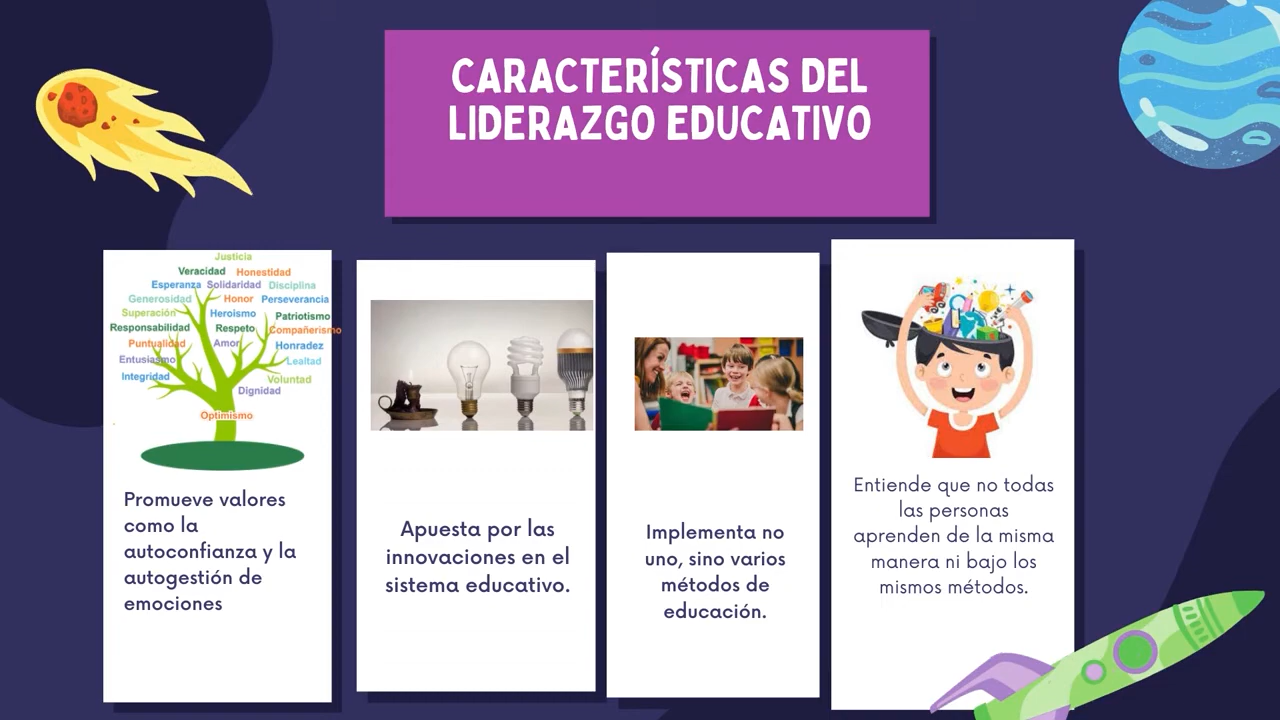 CARACTERÍSTICAS DEL
LIDERAZGO EDUCATIVO
Justicia
Veracidad Honestidad
Esperanza Solidaridad Disciplina
Generosidad Honor Perseverancia
Superación Heroismo Patriotismo
Responsabilidad Respeto Compañerismo
Puntualidad Amor Honradez
Entusiasmo Lealtad
Integridad Voluntad
Dignidad
Optimismo
Promueve valores
como la
autoconfianza y la
autogestión de
emociones
Apuesta por las
innovaciones en el
sistema educativo.
Implementa no
uno, sino varios
métodos de
educación.
Entiende que no todas
las personas
aprenden de la misma
manera ni bajo los
mismos métodos.